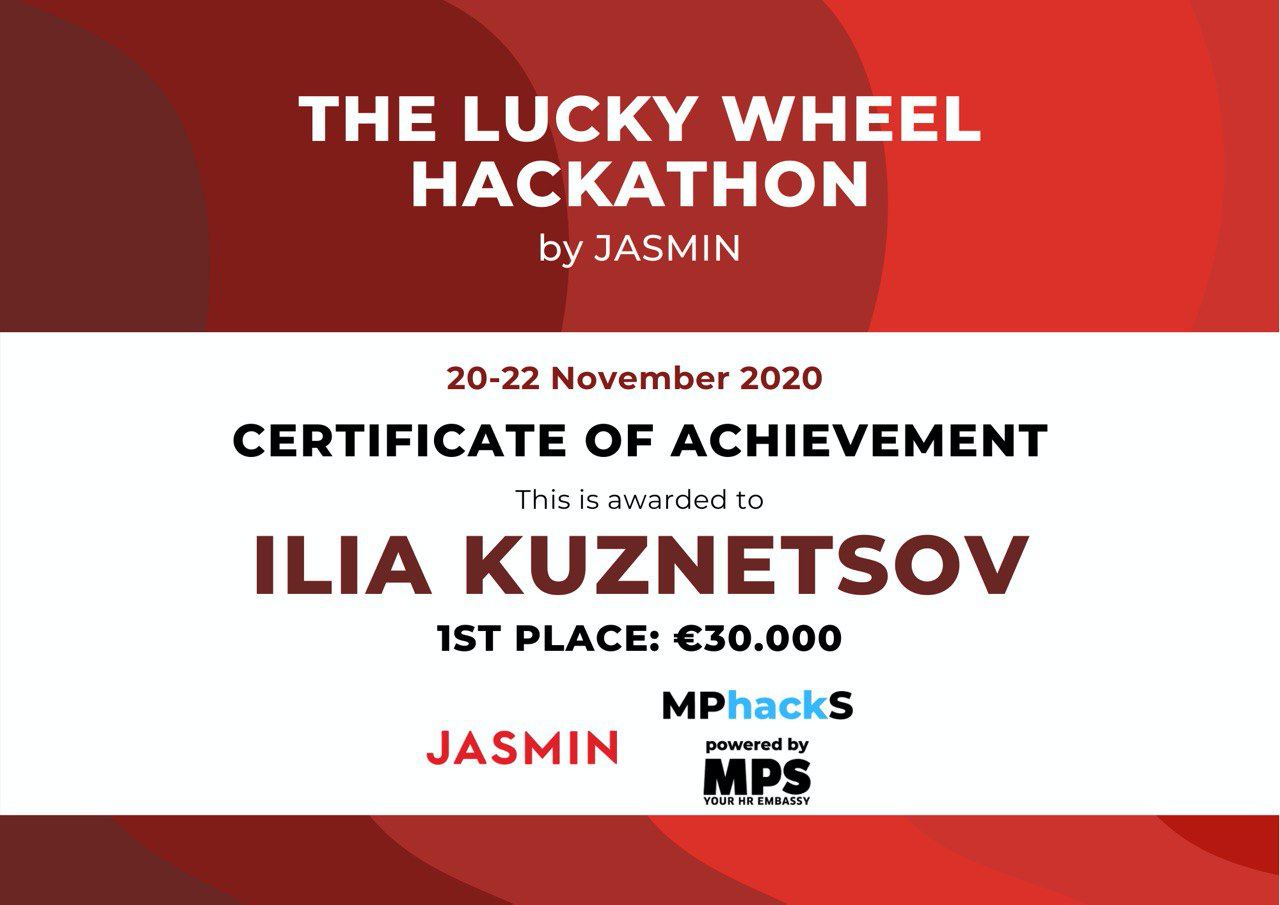 THE LUCKY WHEEL
HACKATHON
by JASMIN
20-22 November 2020
CERTIFICATE OF ACHIEVEMENT
This is awarded to
ILIA KUZNETSOV
1ST PLACE: €30.000
JASMIN
MPhackS
powered by
MPS
YOUR HR EMBASSY